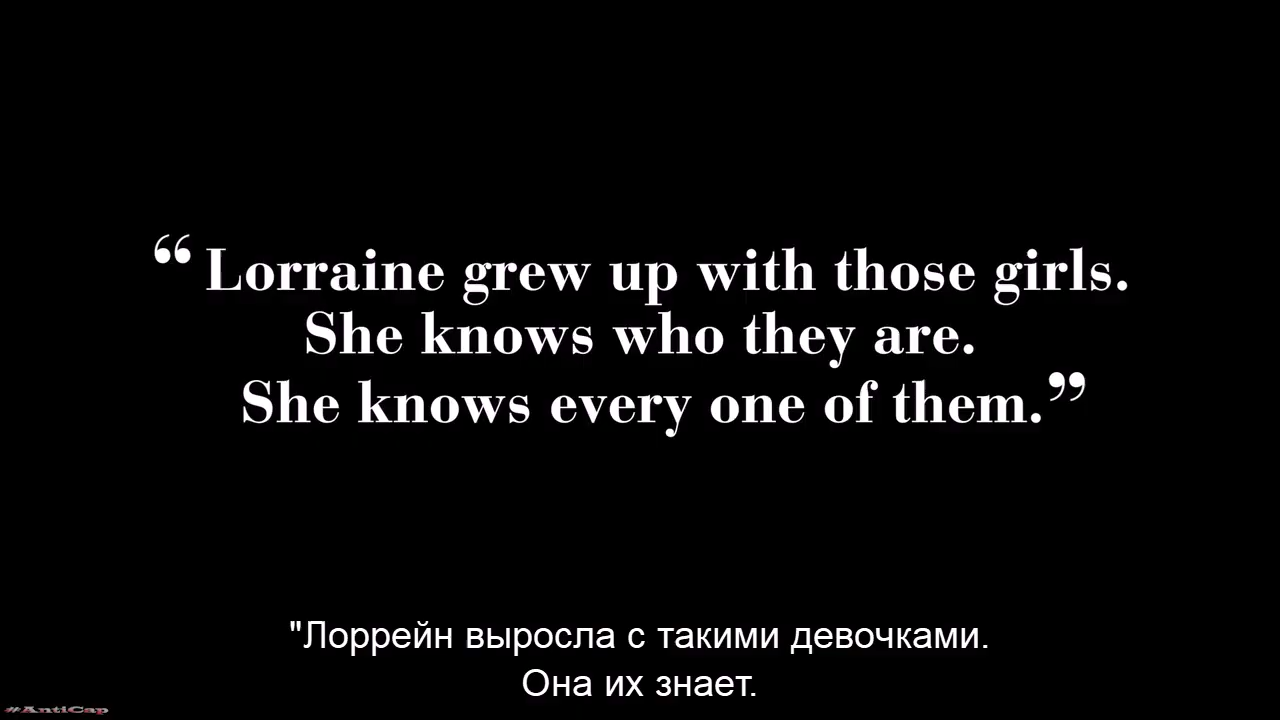 “Lorraine grew up with those girls.
She knows who they are.
She knows every one of them.”
"Лоррейн выросла с такими девочками.
Она их знает.
#AntiCap